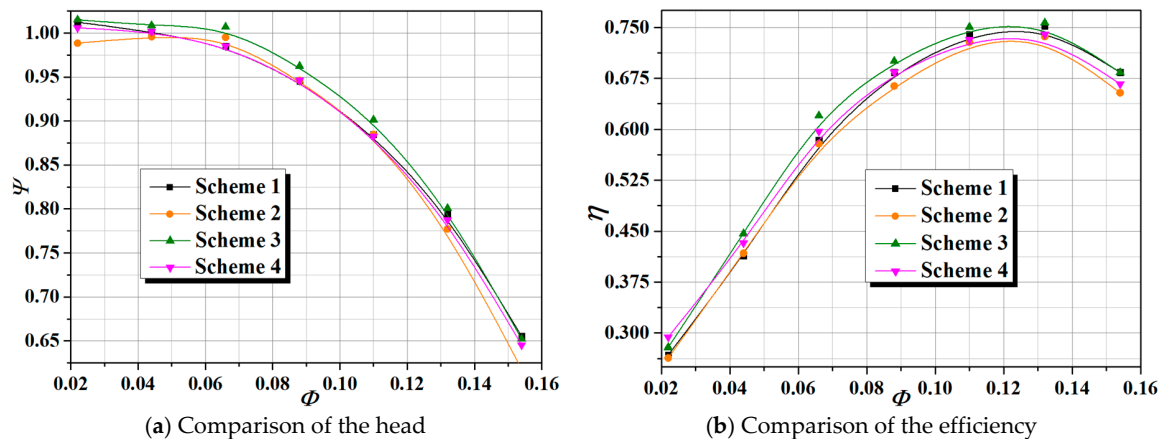 1.00
0.95
0.90
0.85
0.80
0.75
0.70
0.65
Ψ
Scheme 1
Scheme 2
Scheme 3
Scheme 4
0.02 0.04 0.06 0.08 0.10 0.12 0.14 0.16
Φ
(a) Comparison of the head
0.750
0.675
0.600
0.525
0.450
0.375
0.300
η
Scheme 1
Scheme 2
Scheme 3
Scheme 4
0.02 0.04 0.06 0.08 0.10 0.12 0.14 0.16
Φ
(b) Comparison of the efficiency